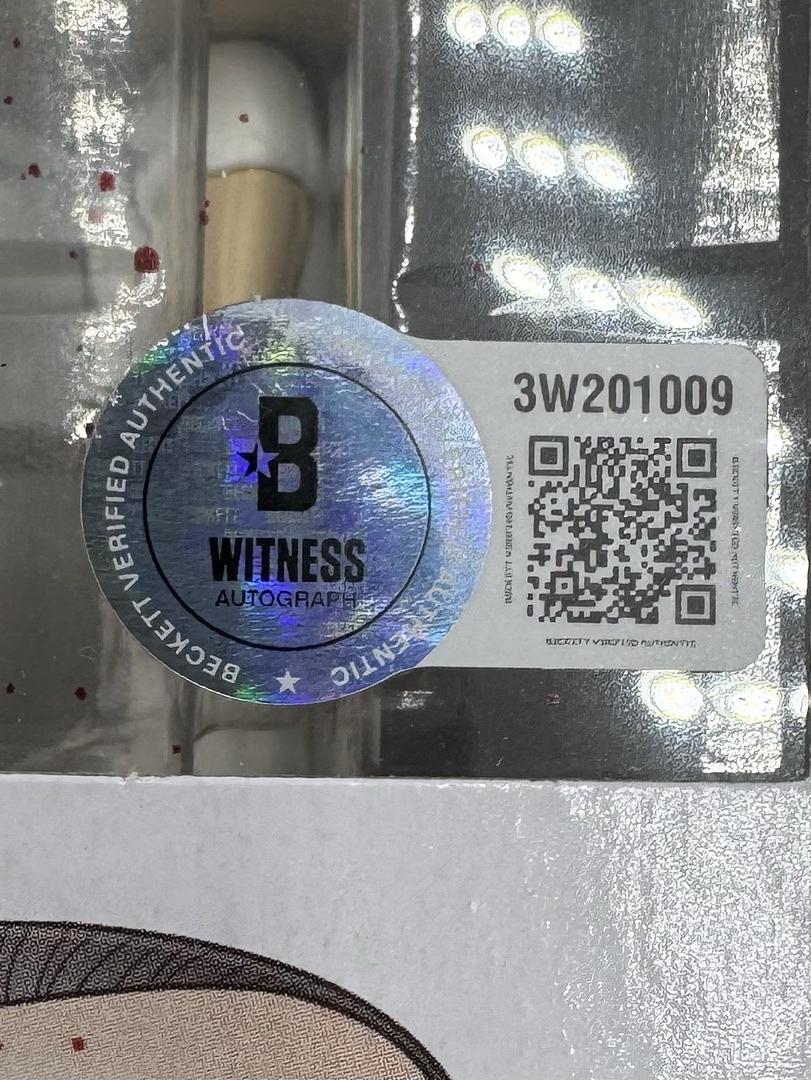 BECKETT VERIFIED AUTHENTIC
B
WITNESS
AUTOGRAPH
AUTHENTIC
3W201009